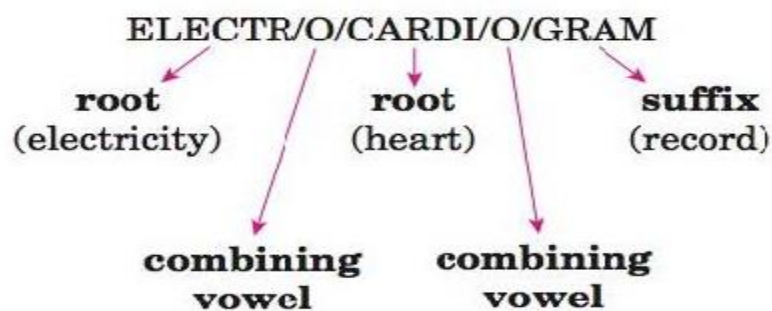 ELECTR/O/CARDI/O/GRAM
root root suffix
(electricity) (heart) (record)
combining combining
vowel vowel